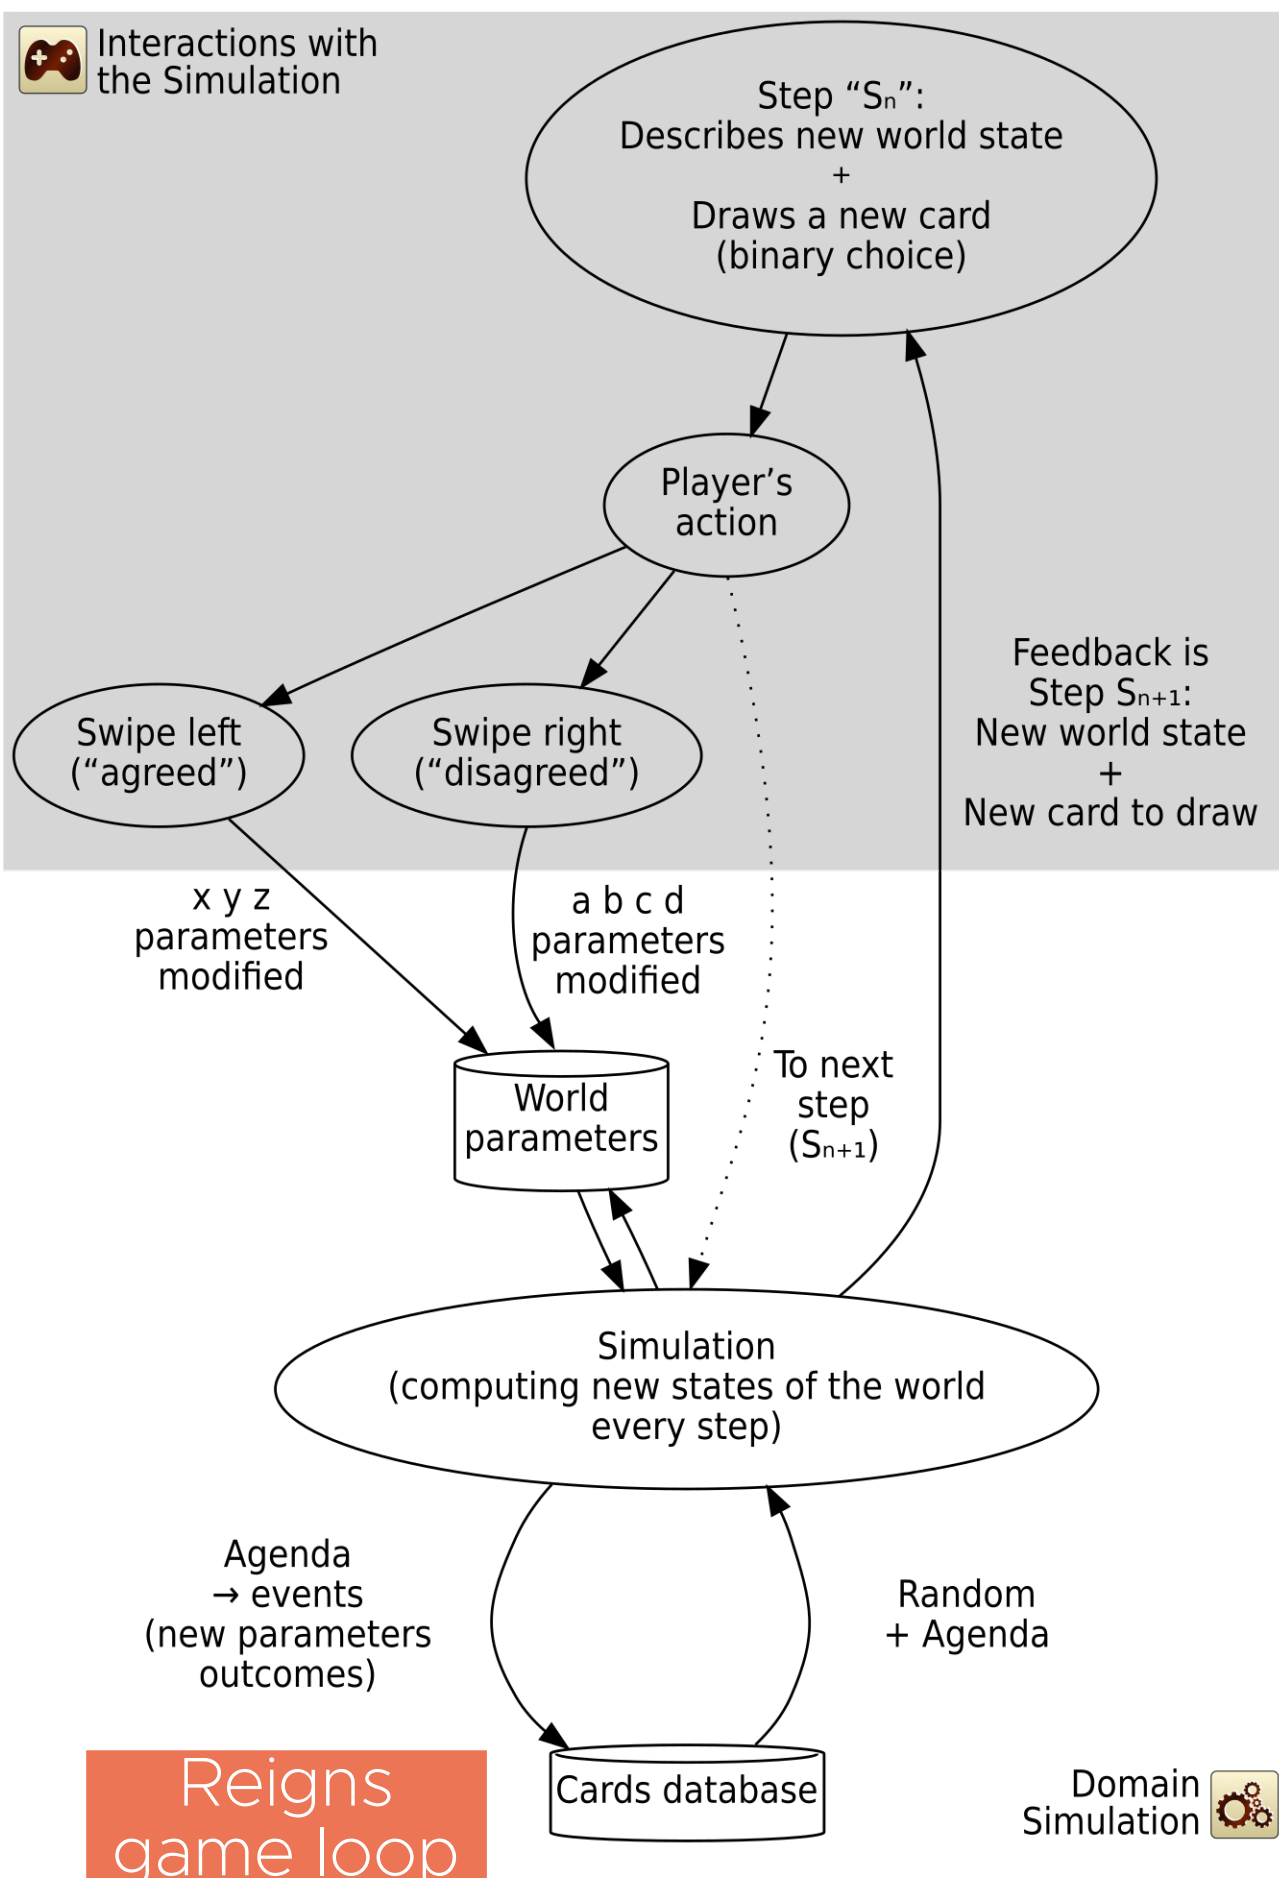 Interactions with
the Simulation
Step “Sn”:
Describes new world state
+
Draws a new card
(binary choice)
Player’s
action
Swipe left
(“agreed”)
Swipe right
(“disagreed”)
Feedback is
Step Sn+1:
New world state
+
New card to draw
x y z
parameters
modified
a b c d
parameters
modified
World
parameters
To next
step
(Sn+1)
Simulation
(computing new states of the world
every step)
Agenda
→ events
(new parameters
outcomes)
Random
+ Agenda
Cards database
Reigns
game loop
Domain
Simulation